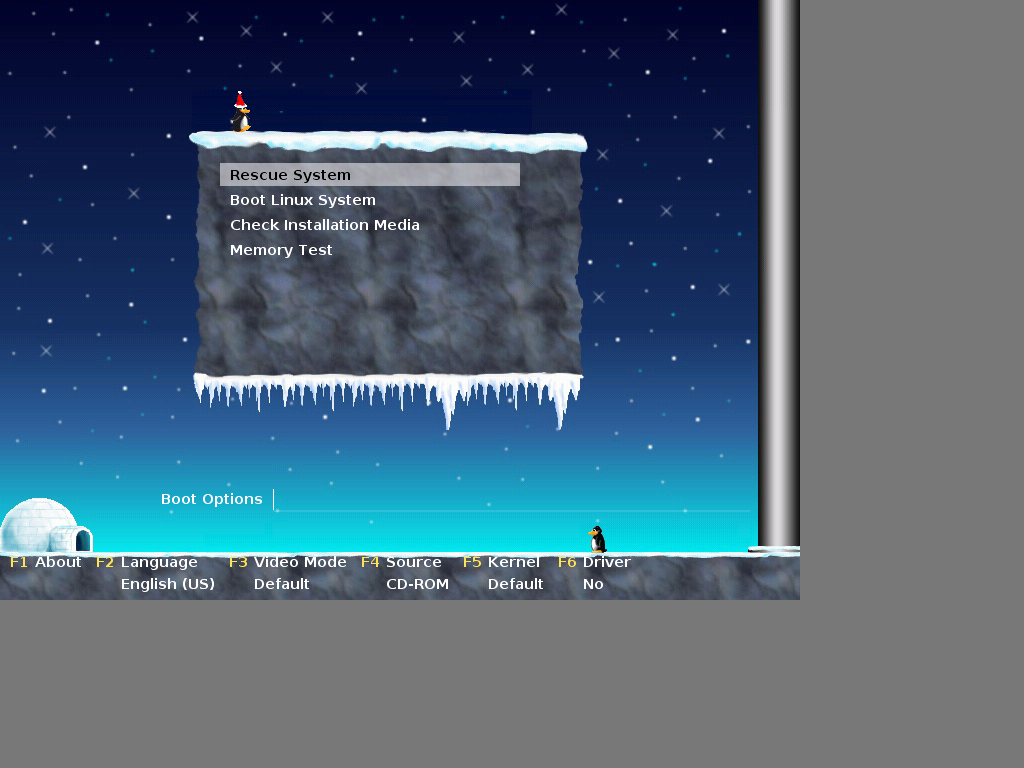 Rescue System
Boot Linux System
Check Installation Media
Memory Test
Boot Options
F1 About F2 Language F3 Video Mode F4 Source F5 Kernel F6 Driver
English (US) Default CD-ROM Default No